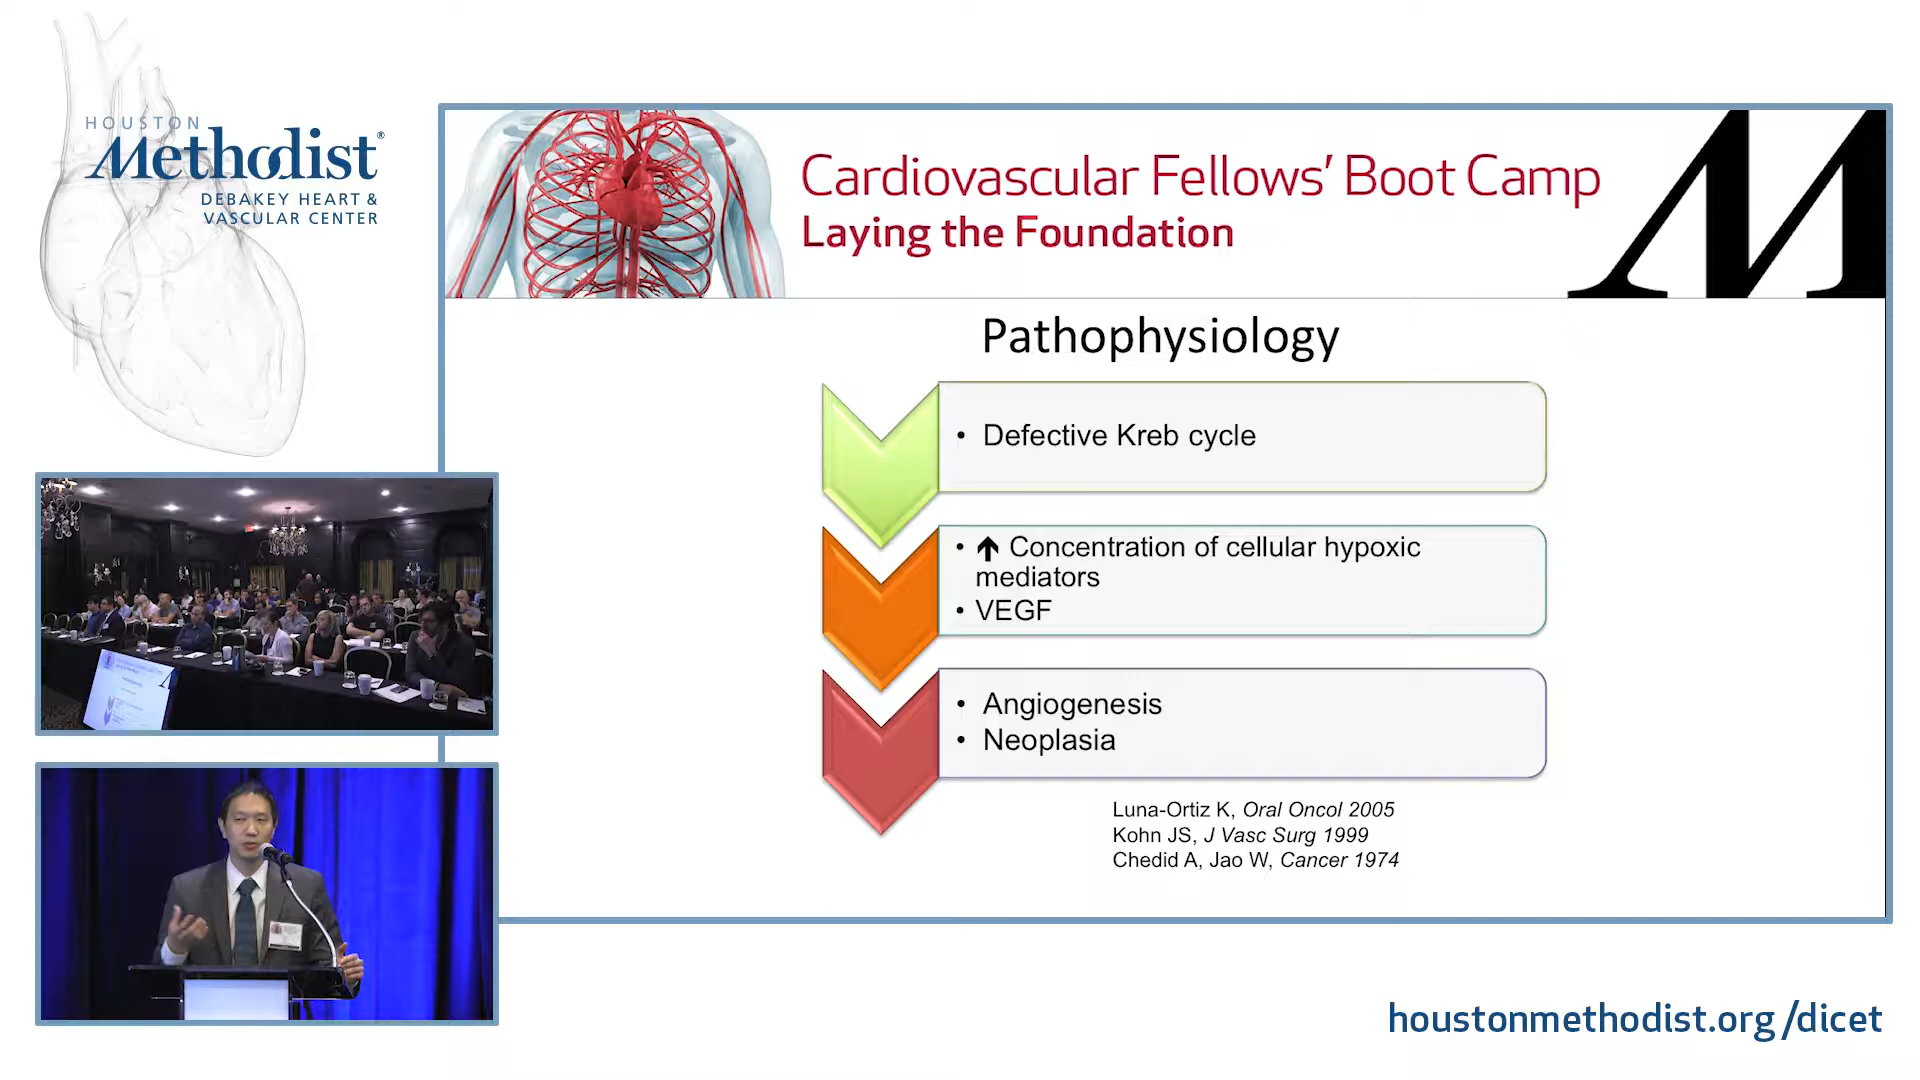 HOUSTON
Methodist®
DEBAKEY HEART &
VASCULAR CENTER
Cardiovascular Fellows’ Boot Camp
Laying the Foundation
M
Pathophysiology
• Defective Kreb cycle
• ↑ Concentration of cellular hypoxic
mediators
• VEGF
• Angiogenesis
• Neoplasia
Luna-Ortiz K, Oral Oncol 2005
Kohn JS, J Vasc Surg 1999
Chedid A, Jao W, Cancer 1974
houstonmethodist.org/dicet